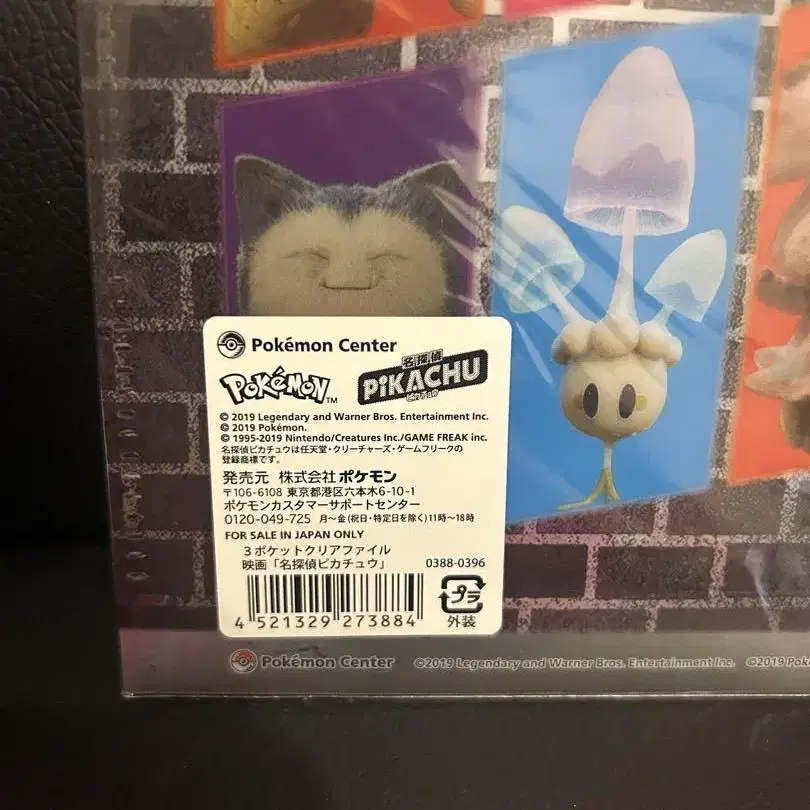 Pokémon Center
POKéMON TM
名探偵
PiKACHU
ピカチュウ
© 2019 Legendary and Warner Bros. Entertainment Inc.
© 2019 Pokémon.
© 1995-2019 Nintendo/Creatures Inc./GAME FREAK inc.
名探偵ピカチュウは任天堂・クリーチャーズ・ゲームフリークの
登録商標です。
発売元 株式会社ポケモン
〒106-6108 東京都港区六本木6-10-1
ポケモンカスタマーサポートセンター
0120-049-725 月～金(祝日・特定日を除く)11時～18時
FOR SALE IN JAPAN ONLY
3ポケットクリアファイル
映画「名探偵ピカチュウ」 0388-0396
4 521329 273884
プラ
外装
Pokémon Center ©2019 Legendary and Warner Bros. Entertainment Inc. ©2019 Poké